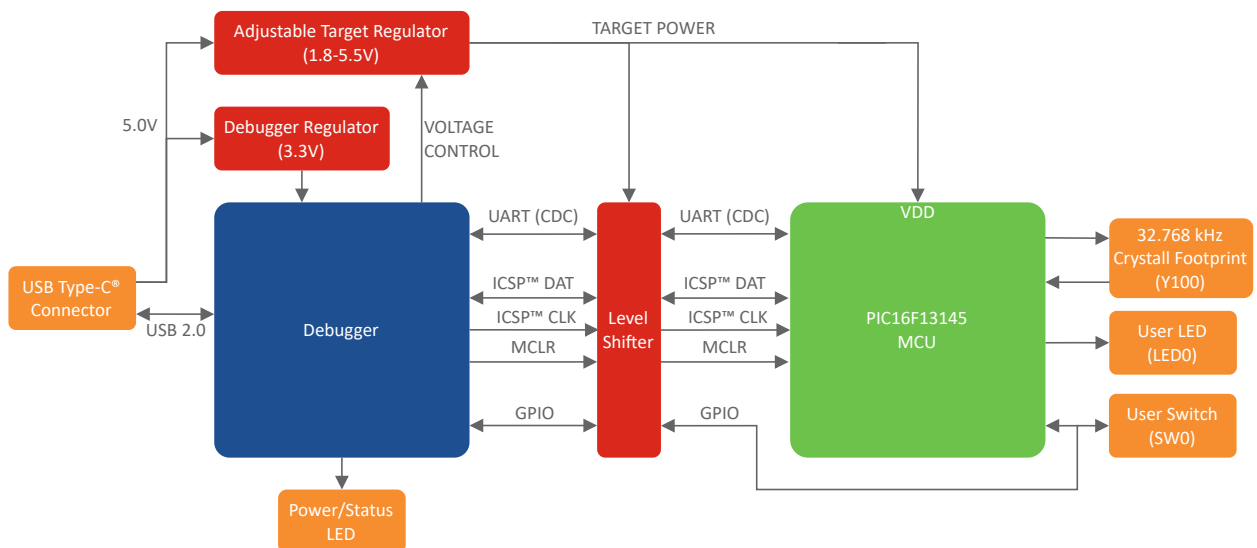 Adjustable Target Regulator
(1.8-5.5V)
TARGET POWER
5.0V
Debugger Regulator
(3.3V)
VOLTAGE
CONTROL
UART (CDC)
UART (CDC)
VDD
32.768 kHz
Crystall Footprint
(Y100)
USB Type-C®
Connector
USB 2.0
Debugger
ICSP™ DAT
ICSP™ CLK
MCLR
GPIO
Level
Shifter
ICSP™ DAT
ICSP™ CLK
MCLR
GPIO
PIC16F13145
MCU
User LED
(LED0)
User Switch
(SW0)
Power/Status
LED